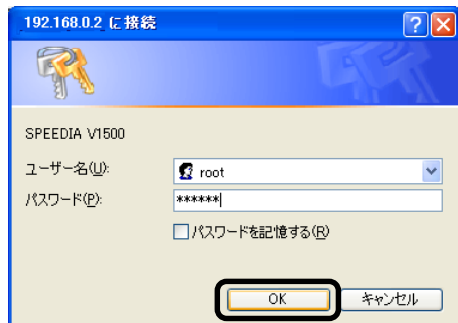 192.168.0.2 に接続
SPEEDIA V1500
ユーザー名(U):
root
パスワード(P):
******
パスワードを記憶する(R)
OK
キャンセル